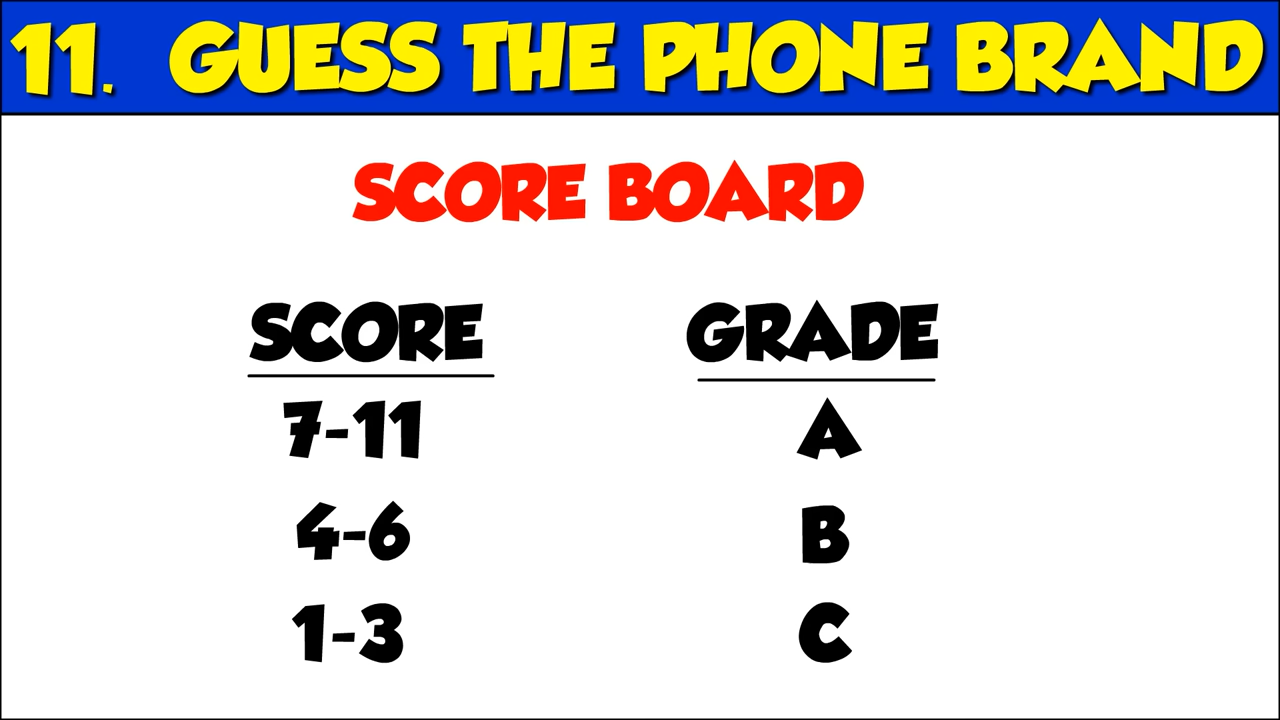 11. GUESS THE PHONE BRAND
SCORE BOARD
SCORE GRADE
7-11 A
4-6 B
1-3 C